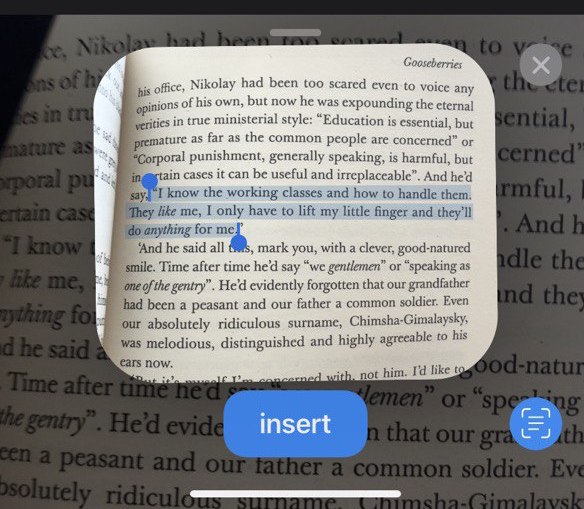 Gooseberries
his office, Nikolay had been too scared even to voice any
opinions of his own, but now he was expounding the eternal
verities in true ministerial style: “Education is essential, but
premature as far as the common people are concerned” or
“Corporal punishment, generally speaking, is harmful, but
in certain cases it can be useful and irreplaceable”. And he’d
say, “I know the working classes and how to handle them.
They like me, I only have to lift my little finger and they’ll
do anything for me.”
‘And he said all this, mark you, with a clever, good-natured
smile. Time after time he’d say “we gentlemen” or “speaking as
one of the gentry”. He’d evidently forgotten that our grandfather
had been a peasant and our father a common soldier. Even
our absolutely ridiculous surname, Chimsha-Gimalaysky,
was melodious, distinguished and highly agreeable to his
ears now.
‘But it’s myself I’m concerned with, not him. I’d like to
insert